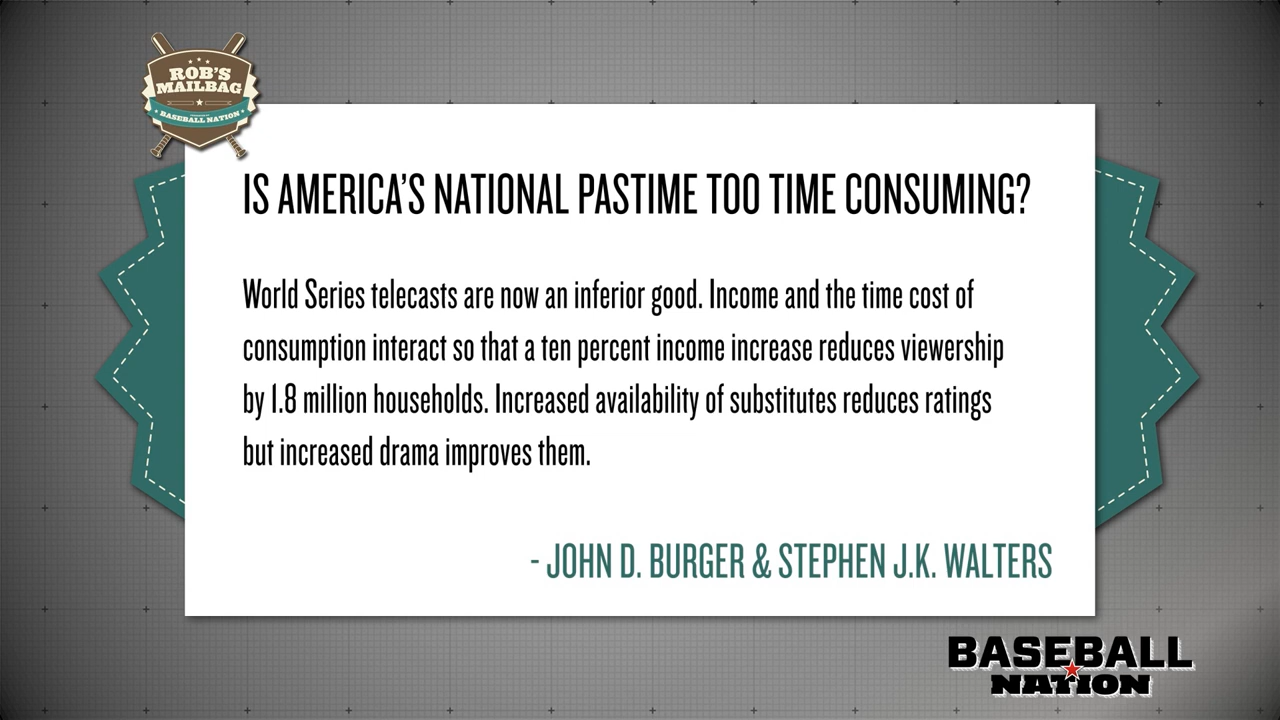 ROB'S
MAILBAG
BASEBALL NATION
IS AMERICA'S NATIONAL PASTIME TOO TIME CONSUMING?
World Series telecasts are now an inferior good. Income and the time cost of
consumption interact so that a ten percent income increase reduces viewership
by 1.8 million households. Increased availability of substitutes reduces ratings
but increased drama improves them.
- JOHN D. BURGER & STEPHEN J.K. WALTERS
BASEBALL
NATION